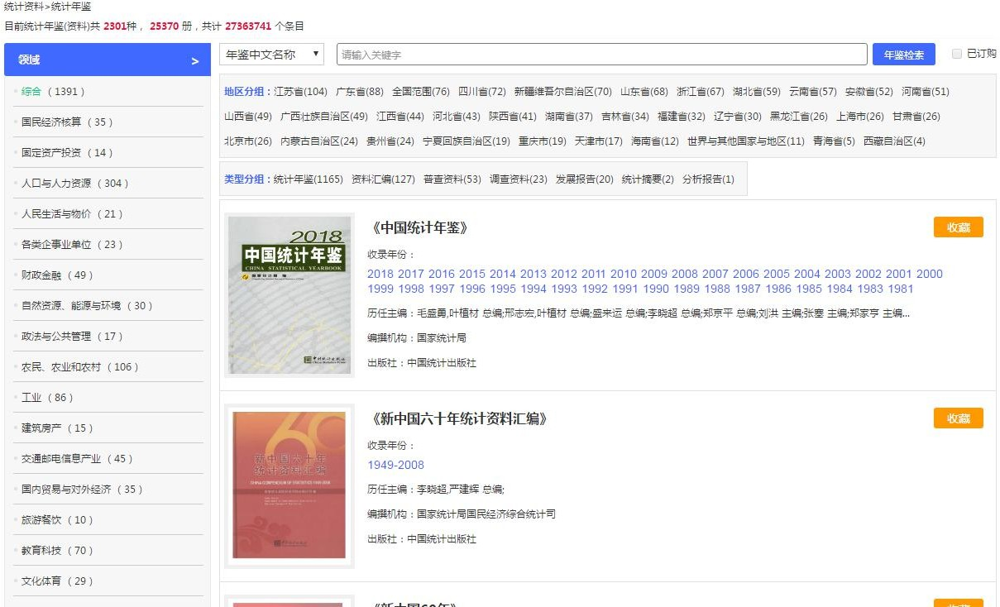 统计资料>统计年鉴
目前统计年鉴(资料)共 2301种， 25370 册，共计 27363741 个条目
领域 >
综合 （ 1391 ）
国民经济核算 （ 35 ）
固定资产投资 （ 14 ）
人口与人力资源 （ 304 ）
人民生活与物价 （ 21 ）
各类企事业单位 （ 23 ）
财政金融 （ 49 ）
自然资源、能源与环境 （ 30 ）
政法与公共管理 （ 17 ）
农民、农业和农村 （ 106 ）
工业 （ 86 ）
建筑房产 （ 15 ）
交通邮电信息产业 （ 45 ）
国内贸易与对外经济 （ 35 ）
旅游餐饮 （ 10 ）
教育科技 （ 70 ）
文化体育 （ 29 ）
年鉴中文名称 请输入关键字 年鉴检索 已订购
地区分组：江苏省(104) 广东省(88) 全国范围(76) 四川省(72) 新疆维吾尔自治区(70) 山东省(68) 浙江省(67) 湖北省(59) 云南省(57) 安徽省(52) 河南省(51)
山西省(49) 广西壮族自治区(49) 江西省(44) 河北省(43) 陕西省(41) 湖南省(37) 吉林省(34) 福建省(32) 辽宁省(30) 黑龙江省(26) 上海市(26) 甘肃省(26)
北京市(26) 内蒙古自治区(24) 贵州省(24) 宁夏回族自治区(19) 重庆市(19) 天津市(17) 海南省(12) 世界与其他国家与地区(11) 青海省(5) 西藏自治区(4)
类型分组：统计年鉴(1165) 资料汇编(127) 普查资料(53) 调查资料(23) 发展报告(20) 统计摘要(2) 分析报告(1)
2018
中国统计年鉴
CHINA STATISTICAL YEARBOOK
《中国统计年鉴》
收藏
收录年份：
2018 2017 2016 2015 2014 2013 2012 2011 2010 2009 2008 2007 2006 2005 2004 2003 2002 2001 2000
1999 1998 1997 1996 1995 1994 1993 1992 1991 1990 1989 1988 1987 1986 1985 1984 1983 1981
历任主编：毛盛勇,叶植材 总编;邢志宏,叶植材 总编;盛来运 总编;李晓超 总编;郑京平 总编;刘洪 主编;张塞 主编;郑家亨 主编...
编撰机构：国家统计局
出版社：中国统计出版社
60
新中国六十年
统计资料汇编
CHINA COMPENDIUM OF STATISTICS 1949-2008
《新中国六十年统计资料汇编》
收藏
收录年份：
1949-2008
历任主编：李晓超,严建辉 总编;
编撰机构：国家统计局国民经济综合统计司
出版社：中国统计出版社
《新中国60年》
收藏